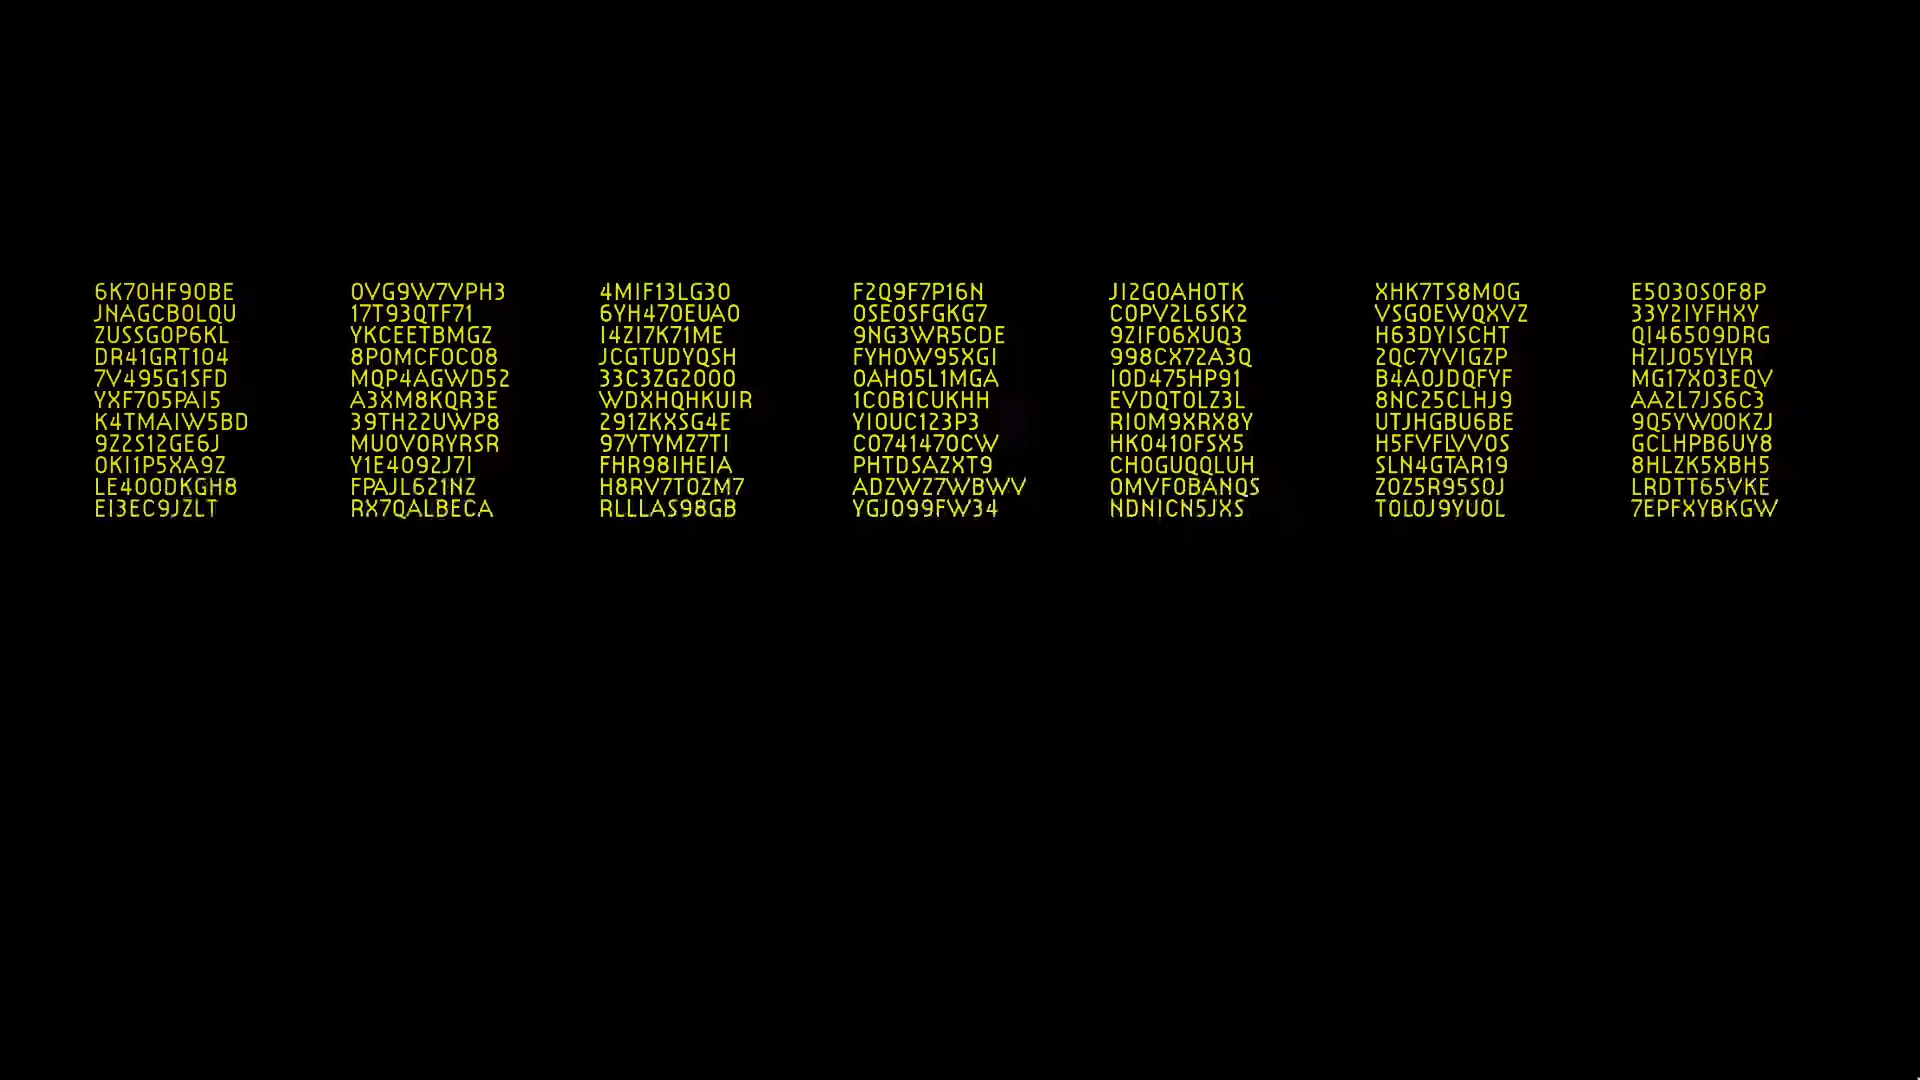 6K70HF90BE 0VG9W7VPH3 4MIF13LG30 F2Q9F7P16N JI2G0AH0TK XHK7TS8M0G E5030S0F8P
JNAGCB0LQU 17T93QTF71 6YH470EUA0 0SE0SFGKG7 C0PV2L6SK2 VSG0EWQXVZ 33Y2IYFHXY
ZUSSG0P6KL YKCEETBMGZ I4ZI7K71ME 9NG3WR5CDE 9ZIF06XUQ3 H63DYISCHT QI46509DRG
DR41GRT104 8P0MCF0C08 JCGTUDYQSH FYH0W95XGI 998CX72A3Q 2QC7YVIGZP HZIJ05YLYR
7V495G1SFD MQP4AGWD52 33C3ZG2000 0AH05L1MGA I0D475HP91 B4A0JDQFYF MG17X03EQV
YXF705PAI5 A3XM8KQR3E WDXHQHKUIR 1C0B1CUKHH EVDQT0LZ3L 8NC25CLHJ9 AA2L7JS6C3
K4TMAIW5BD 39TH22UWP8 291ZKXSG4E YI0UC123P3 RI0M9XRX8Y UTJHGBU6BE 9Q5YW00KZJ
9Z2S12GE6J MU0V0RYRSR 97YTYMZ7TI C0741470CW HK0410FSX5 H5FVFLVV0S GCLHPB6UY8
0KI1P5XA9Z Y1E4092J7I FHR98IHEIA PHTDSAZXT9 CH0GUQQLUH SLN4GTAR19 8HLZK5XBH5
LE400DKGH8 FPAJL621NZ H8RV7T0ZM7 ADZWZ7WBWV 0MVF0BANQS Z0Z5R95S0J LRDTT65VKE
EI3EC9JZLT RX7QALBECA RLLLAS98GB YGJ099FW34 NDNICN5JXS T0L0J9YU0L 7EPFXYBKGW